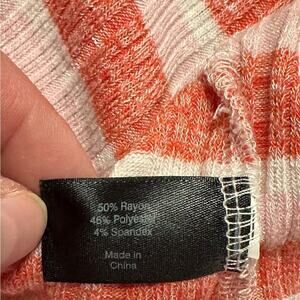 50% Rayon
46% Polyester
4% Spandex
Made in
China